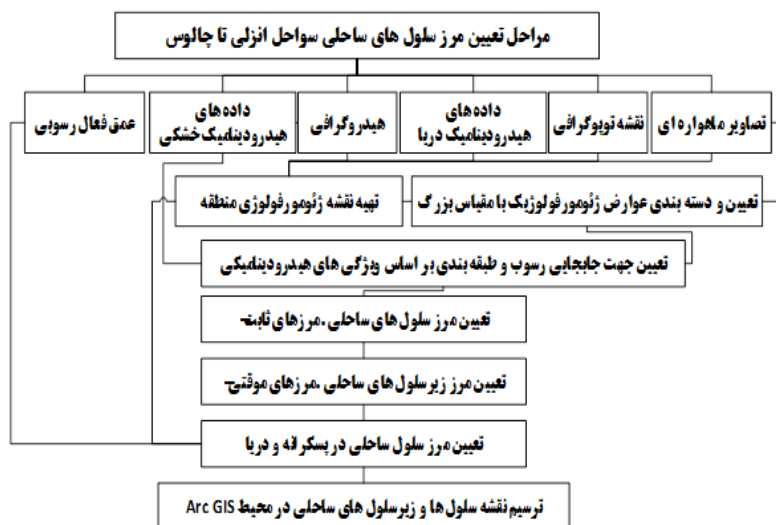 مراحل تعیین مرز سلول های ساحلی سواحل انزلی تا چالوس
تصاویر ماهواره ای
نقشه توپوگرافی
داده‌های
هیدرودینامیک دریا
هیدروگرافی
داده‌های
هیدرودینامیک خشکی
عمق فعال رسوبی
تعیین و دسته بندی عوارض ژئومورفولوژیک با مقیاس بزرگ
تهیه نقشه ژئومورفولوژی منطقه
تعیین جهت جابجایی رسوب و طبقه بندی بر اساس ویژگی های هیدرودینامیکی
تعیین مرز سلول های ساحلی .مرزهای ثابت-
تعیین مرز زیرسلول های ساحلی .مرزهای موقتی-
تعیین مرز سلول ساحلی در پسکرانه و دریا
ترسیم نقشه سلول ها و زیرسلول های ساحلی در محیط Arc GIS